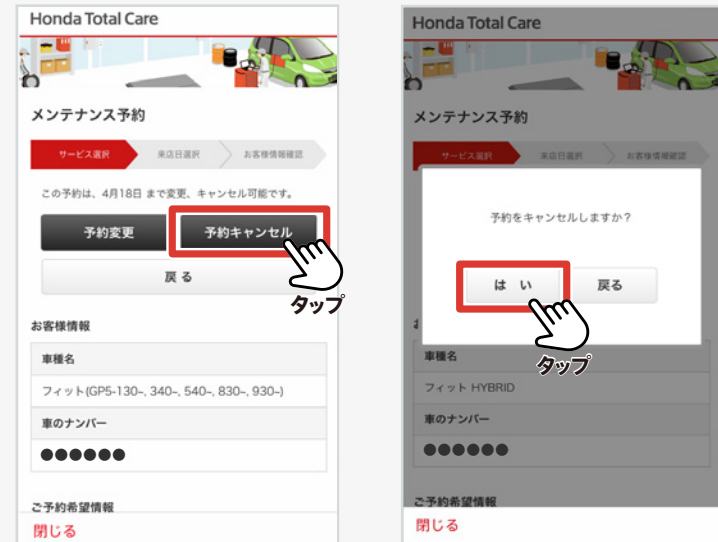 Honda Total Care
メンテナンス予約
サービス選択
来店日選択
お客様情報確認
この予約は、4月18日 まで変更、キャンセル可能です。
予約変更
予約キャンセル
戻 る
タップ
お客様情報
車種名
フィット(GP5-130~, 340~, 540~, 830~, 930~)
車のナンバー
●●●●●●
ご予約希望情報
閉じる
Honda Total Care
メンテナンス予約
サービス選択
来店日選択
お客様情報確認
予約をキャンセルしますか？
は い
戻る
タップ
車種名
フィット HYBRID
車のナンバー
●●●●●●
ご予約希望情報
閉じる